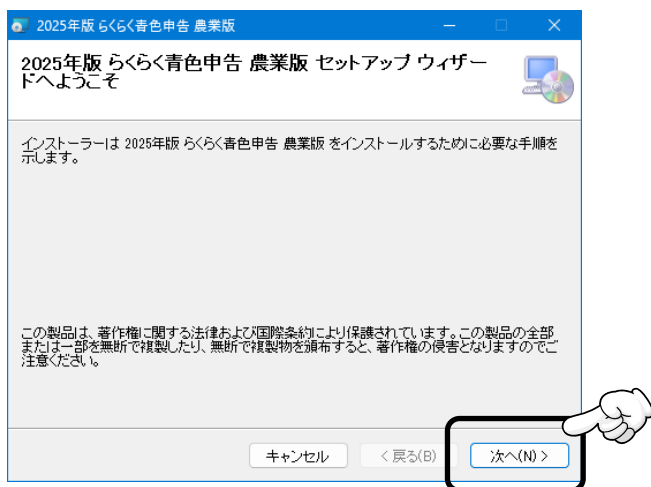 2025年版 らくらく青色申告 農業版
2025年版 らくらく青色申告 農業版 セットアップ ウィザー
ドへようこそ
インストーラーは 2025年版 らくらく青色申告 農業版 をインストールするために必要な手順を
示します。
この製品は、著作権に関する法律および国際条約により保護されています。この製品の全部
または一部を無断で複製したり、無断で複製物を頒布すると、著作権の侵害となりますのでご
注意ください。
キャンセル < 戻る(B) 次へ(N) >